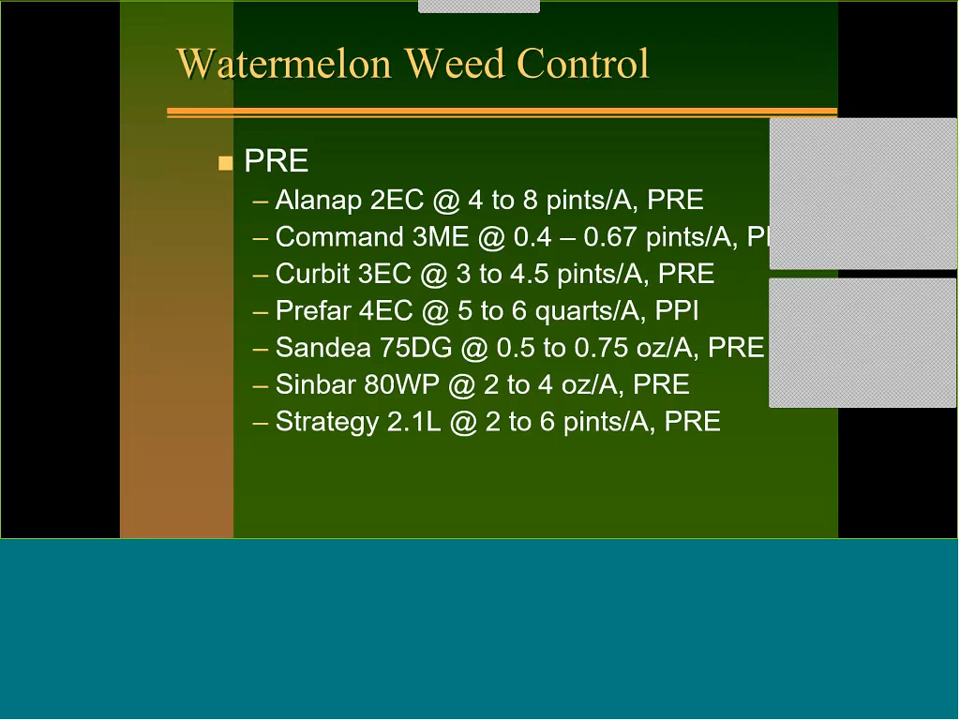 Watermelon Weed Control
PRE
– Alanap 2EC @ 4 to 8 pints/A, PRE
– Command 3ME @ 0.4 – 0.67 pints/A,
– Curbit 3EC @ 3 to 4.5 pints/A, PRE
– Prefar 4EC @ 5 to 6 quarts/A, PPI
– Sandea 75DG @ 0.5 to 0.75 oz/A, PRE
– Sinbar 80WP @ 2 to 4 oz/A, PRE
– Strategy 2.1L @ 2 to 6 pints/A, PRE